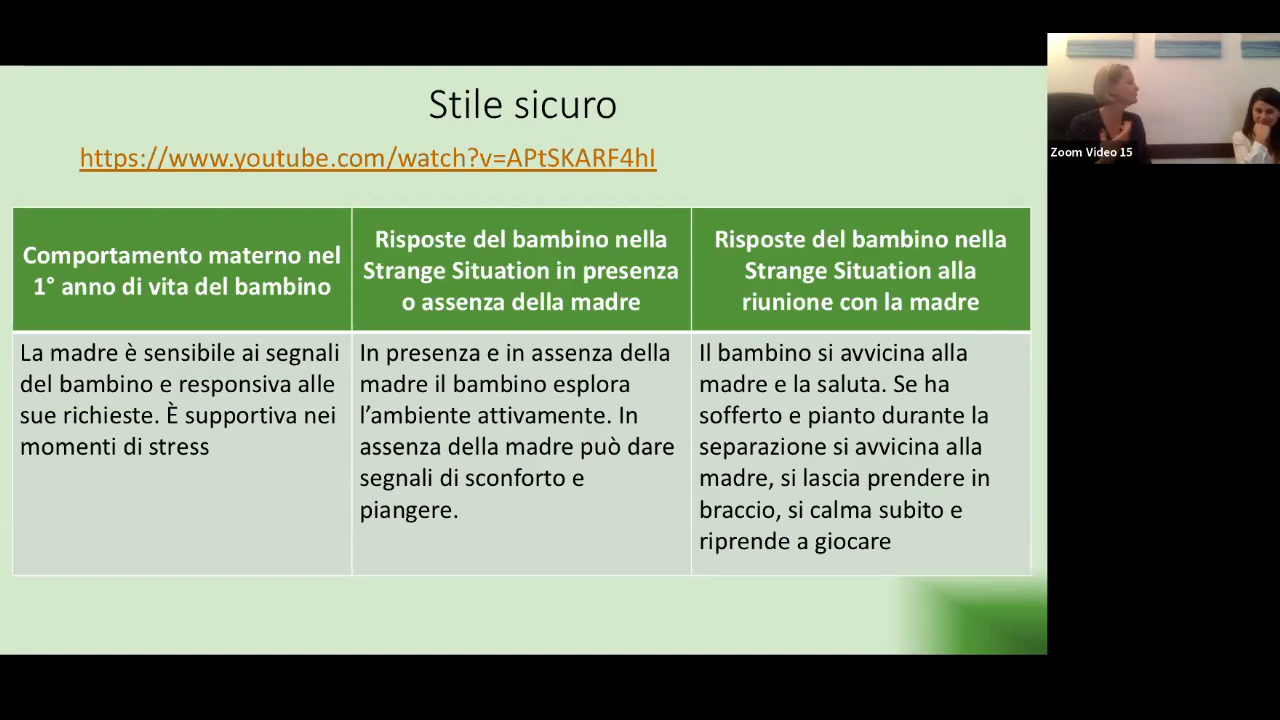 Stile sicuro
https://www.youtube.com/watch?v=APtSKARF4hI
Comportamento materno nel
1° anno di vita del bambino
Risposte del bambino nella
Strange Situation in presenza
o assenza della madre
Risposte del bambino nella
Strange Situation alla
riunione con la madre
La madre è sensibile ai segnali
del bambino e responsiva alle
sue richieste. È supportiva nei
momenti di stress
In presenza e in assenza della
madre il bambino esplora
l’ambiente attivamente. In
assenza della madre può dare
segnali di sconforto e
piangere.
Il bambino si avvicina alla
madre e la saluta. Se ha
sofferto e pianto durante la
separazione si avvicina alla
madre, si lascia prendere in
braccio, si calma subito e
riprende a giocare
Zoom Video 15